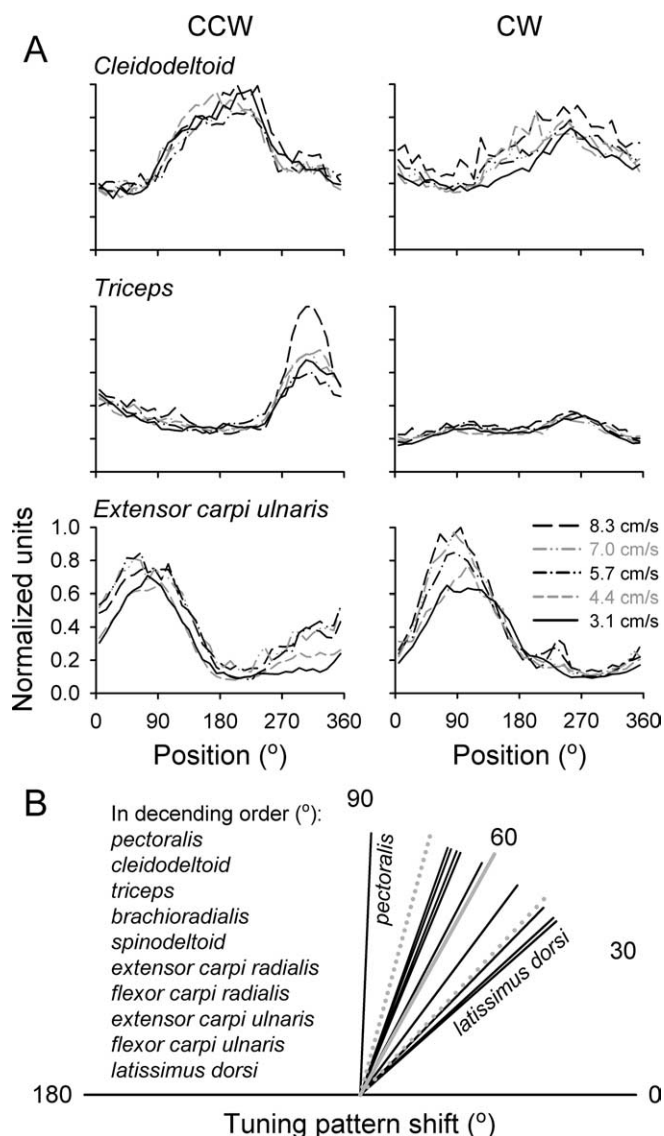 CCW CW
A
Cleidodeltoid
Triceps
Extensor carpi ulnaris
Normalized units
1.0
0.8
0.6
0.4
0.2
0.0
8.3 cm/s
7.0 cm/s
5.7 cm/s
4.4 cm/s
3.1 cm/s
0 90 180 270 360 0 90 180 270 360
Position (º) Position (º)
B
In decending order (º):
pectoralis
cleidodeltoid
triceps
brachioradialis
spinodeltoid
extensor carpi radialis
flexor carpi radialis
extensor carpi ulnaris
flexor carpi ulnaris
latissimus dorsi
90
60
30
pectoralis
latissimus dorsi
180 0
Tuning pattern shift (º)